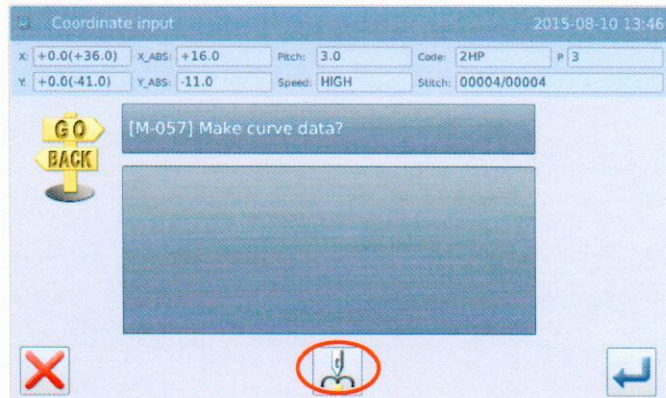 Coordinate input 2015-08-10 13:46
X: +0.0(+36.0) X_ABS: +16.0 Pitch: 3.0 Code: 2HP P 3
Y: +0.0(-41.0) Y_ABS: -11.0 Speed: HIGH Stitch: 00004/00004
GO
BACK
[M-057] Make curve data?